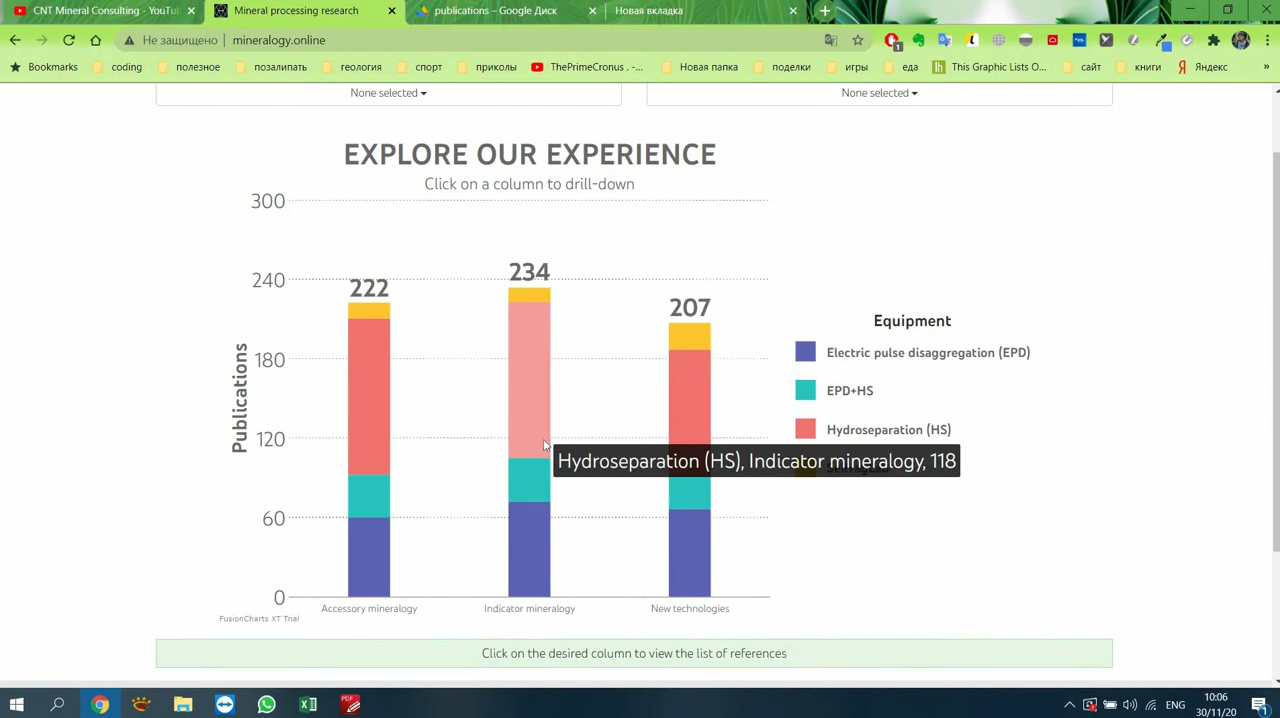 CNT Mineral Consulting - YouTu
Mineral processing research
publications – Google Диск
Новая вкладка
Не защищено
mineralogy.online
Bookmarks
coding
полезное
позалипать
геология
спорт
приколы
ThePrimeCronus . -...
Новая папка
поделки
игры
еда
This Graphic Lists O...
сайт
книги
Яндекс
»
None selected
None selected
EXPLORE OUR EXPERIENCE
Click on a column to drill-down
300
240
180
120
60
0
Publications
222
234
207
Equipment
Electric pulse disaggregation (EPD)
EPD+HS
Hydroseparation (HS)
Hydroseparation (HS), Indicator mineralogy, 118
Accessory mineralogy
Indicator mineralogy
New technologies
FusionCharts XT Trial
Click on the desired column to view the list of references
ENG
10:06
30/11/20
1